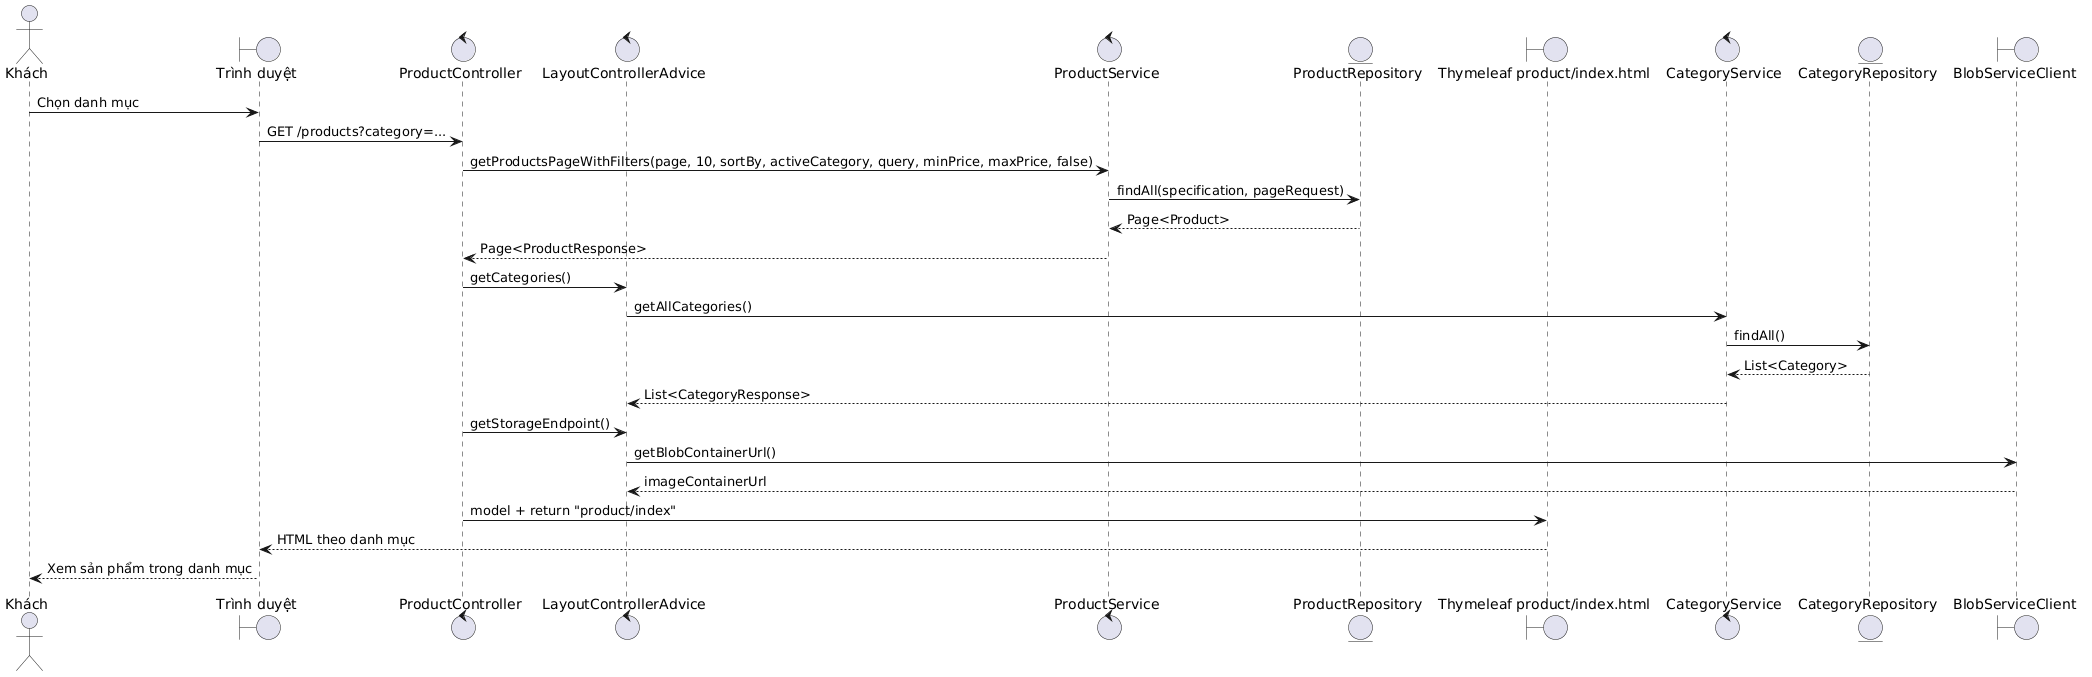 Khách
Trình duyệt
ProductController
LayoutControllerAdvice
ProductService
ProductRepository
Thymeleaf product/index.html
CategoryService
CategoryRepository
BlobServiceClient
Chọn danh mục
GET /products?category=...
getProductsPageWithFilters(page, 10, sortBy, activeCategory, query, minPrice, maxPrice, false)
findAll(specification, pageRequest)
Page<Product>
Page<ProductResponse>
getCategories()
getAllCategories()
findAll()
List<Category>
List<CategoryResponse>
getStorageEndpoint()
getBlobContainerUrl()
imageContainerUrl
model + return "product/index"
HTML theo danh mục
Xem sản phẩm trong danh mục
Khách
Trình duyệt
ProductController
LayoutControllerAdvice
ProductService
ProductRepository
Thymeleaf product/index.html
CategoryService
CategoryRepository
BlobServiceClient